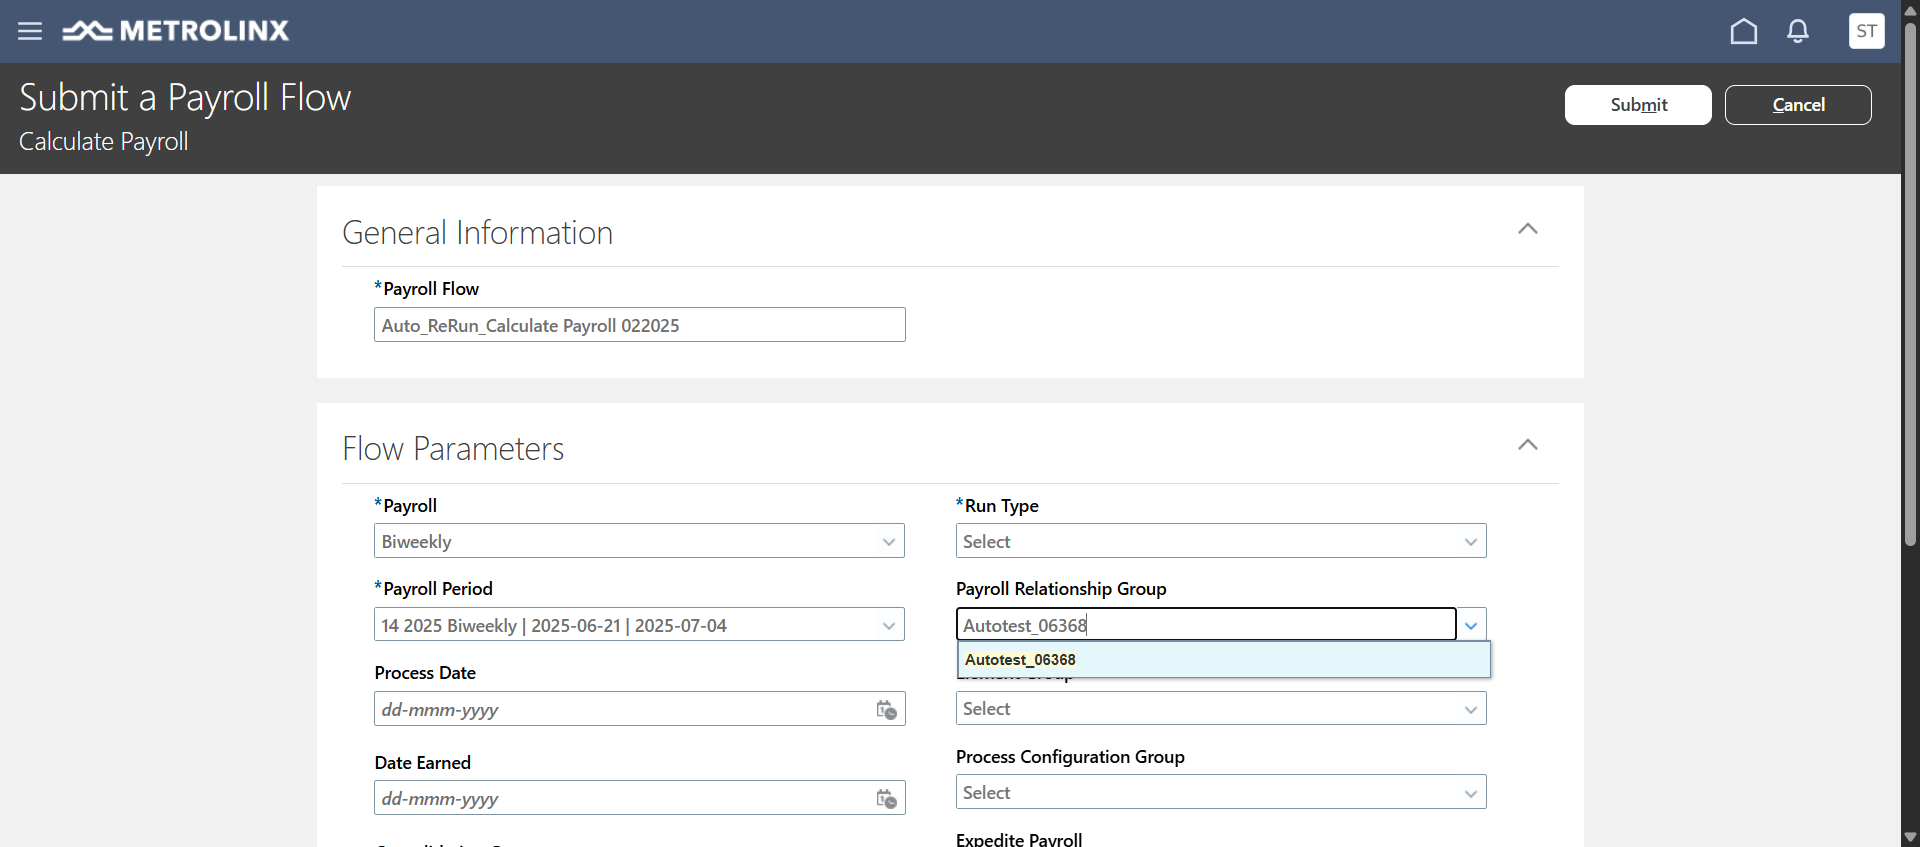 METROLINX
ST
Submit a Payroll Flow
Calculate Payroll
Submit
Cancel
General Information
*Payroll Flow
Auto_ReRun_Calculate Payroll 022025
Flow Parameters
*Payroll
Biweekly
*Run Type
Select
*Payroll Period
14 2025 Biweekly | 2025-06-21 | 2025-07-04
Payroll Relationship Group
Autotest_06368
Autotest_06368
Process Date
dd-mmm-yyyy
Select
Date Earned
dd-mmm-yyyy
Process Configuration Group
Select
Expedite Payroll